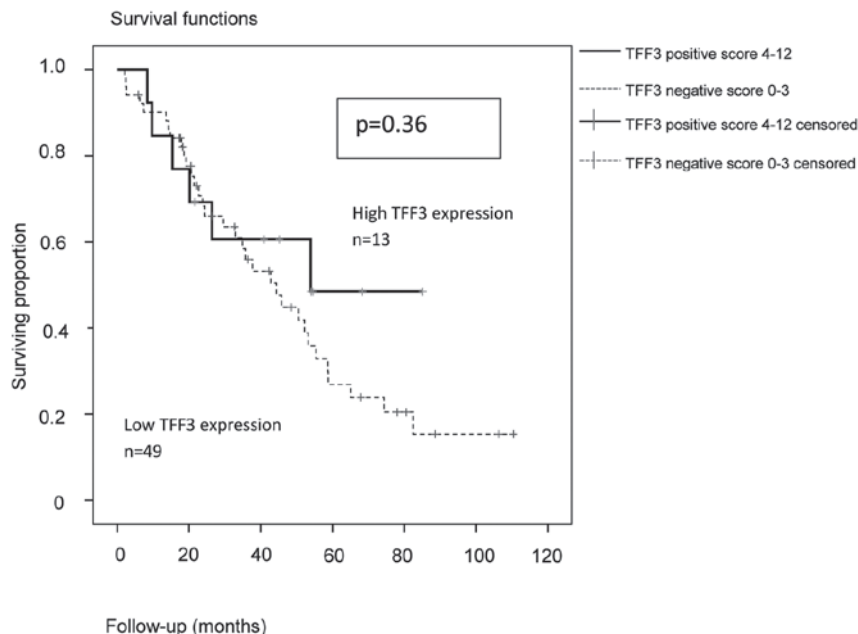 Survival functions
TFF3 positive score 4-12
TFF3 negative score 0-3
TFF3 positive score 4-12 censored
TFF3 negative score 0-3 censored
p=0.36
High TFF3 expression
n=13
Low TFF3 expression
n=49
Surviving proportion
1.0
0.8
0.6
0.4
0.2
0
0 20 40 60 80 100 120
Follow-up (months)